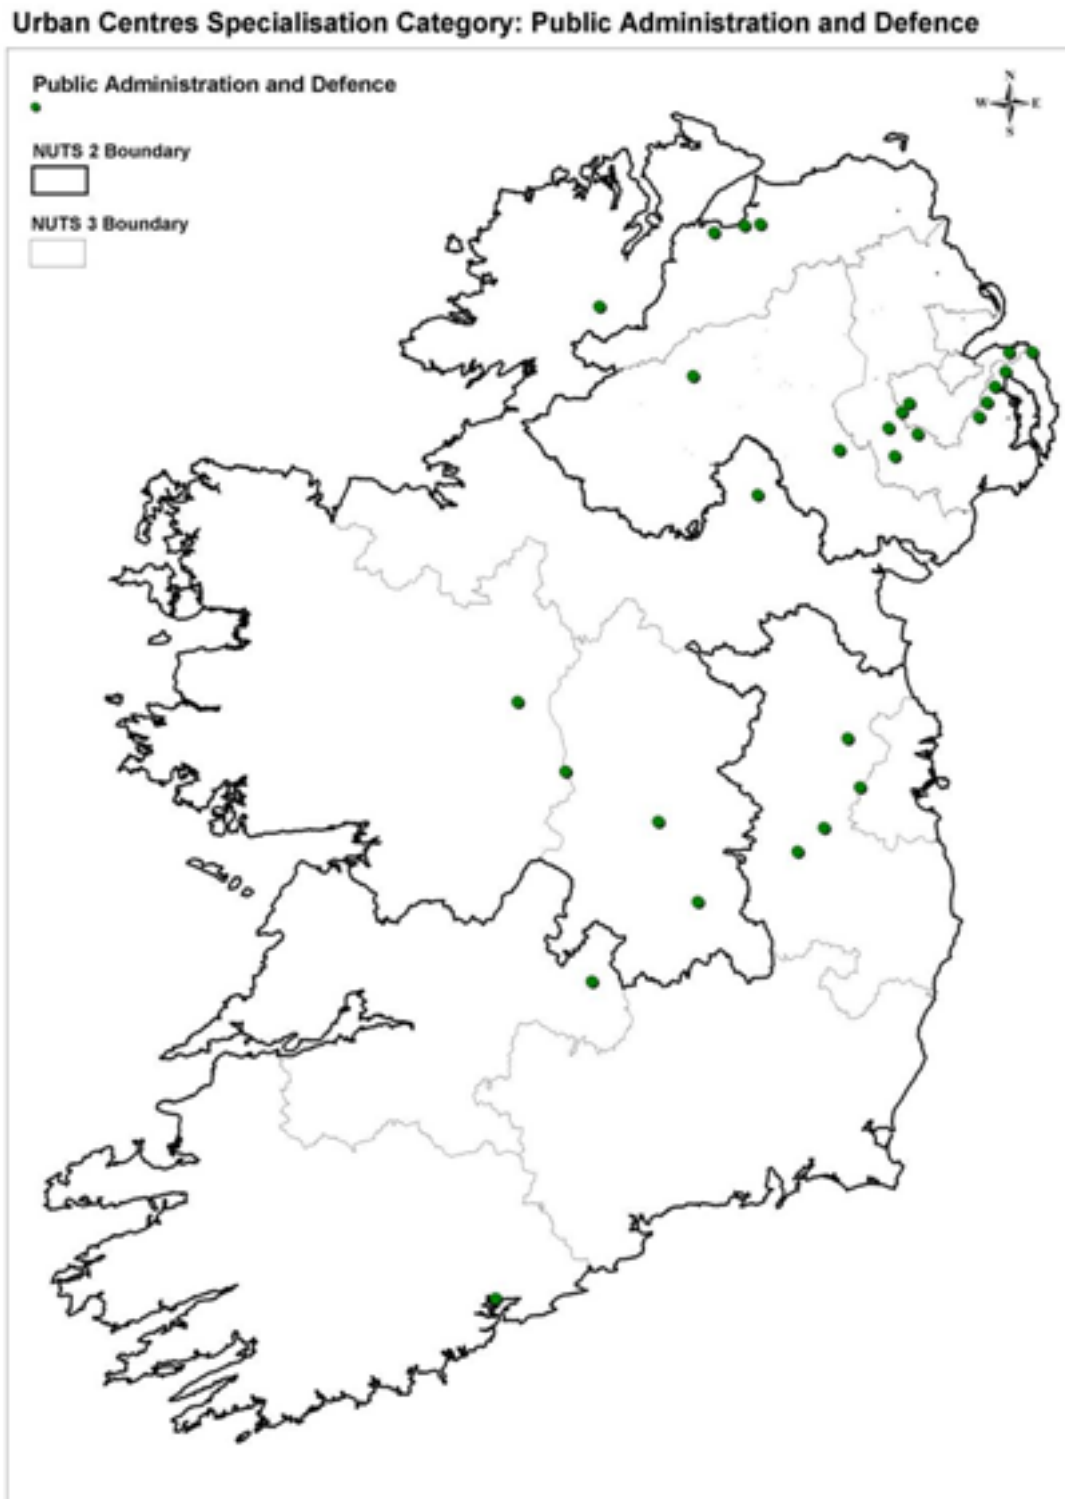 Urban Centres Specialisation Category: Public Administration and Defence
Public Administration and Defence
N
W E
S
NUTS 2 Boundary
NUTS 3 Boundary